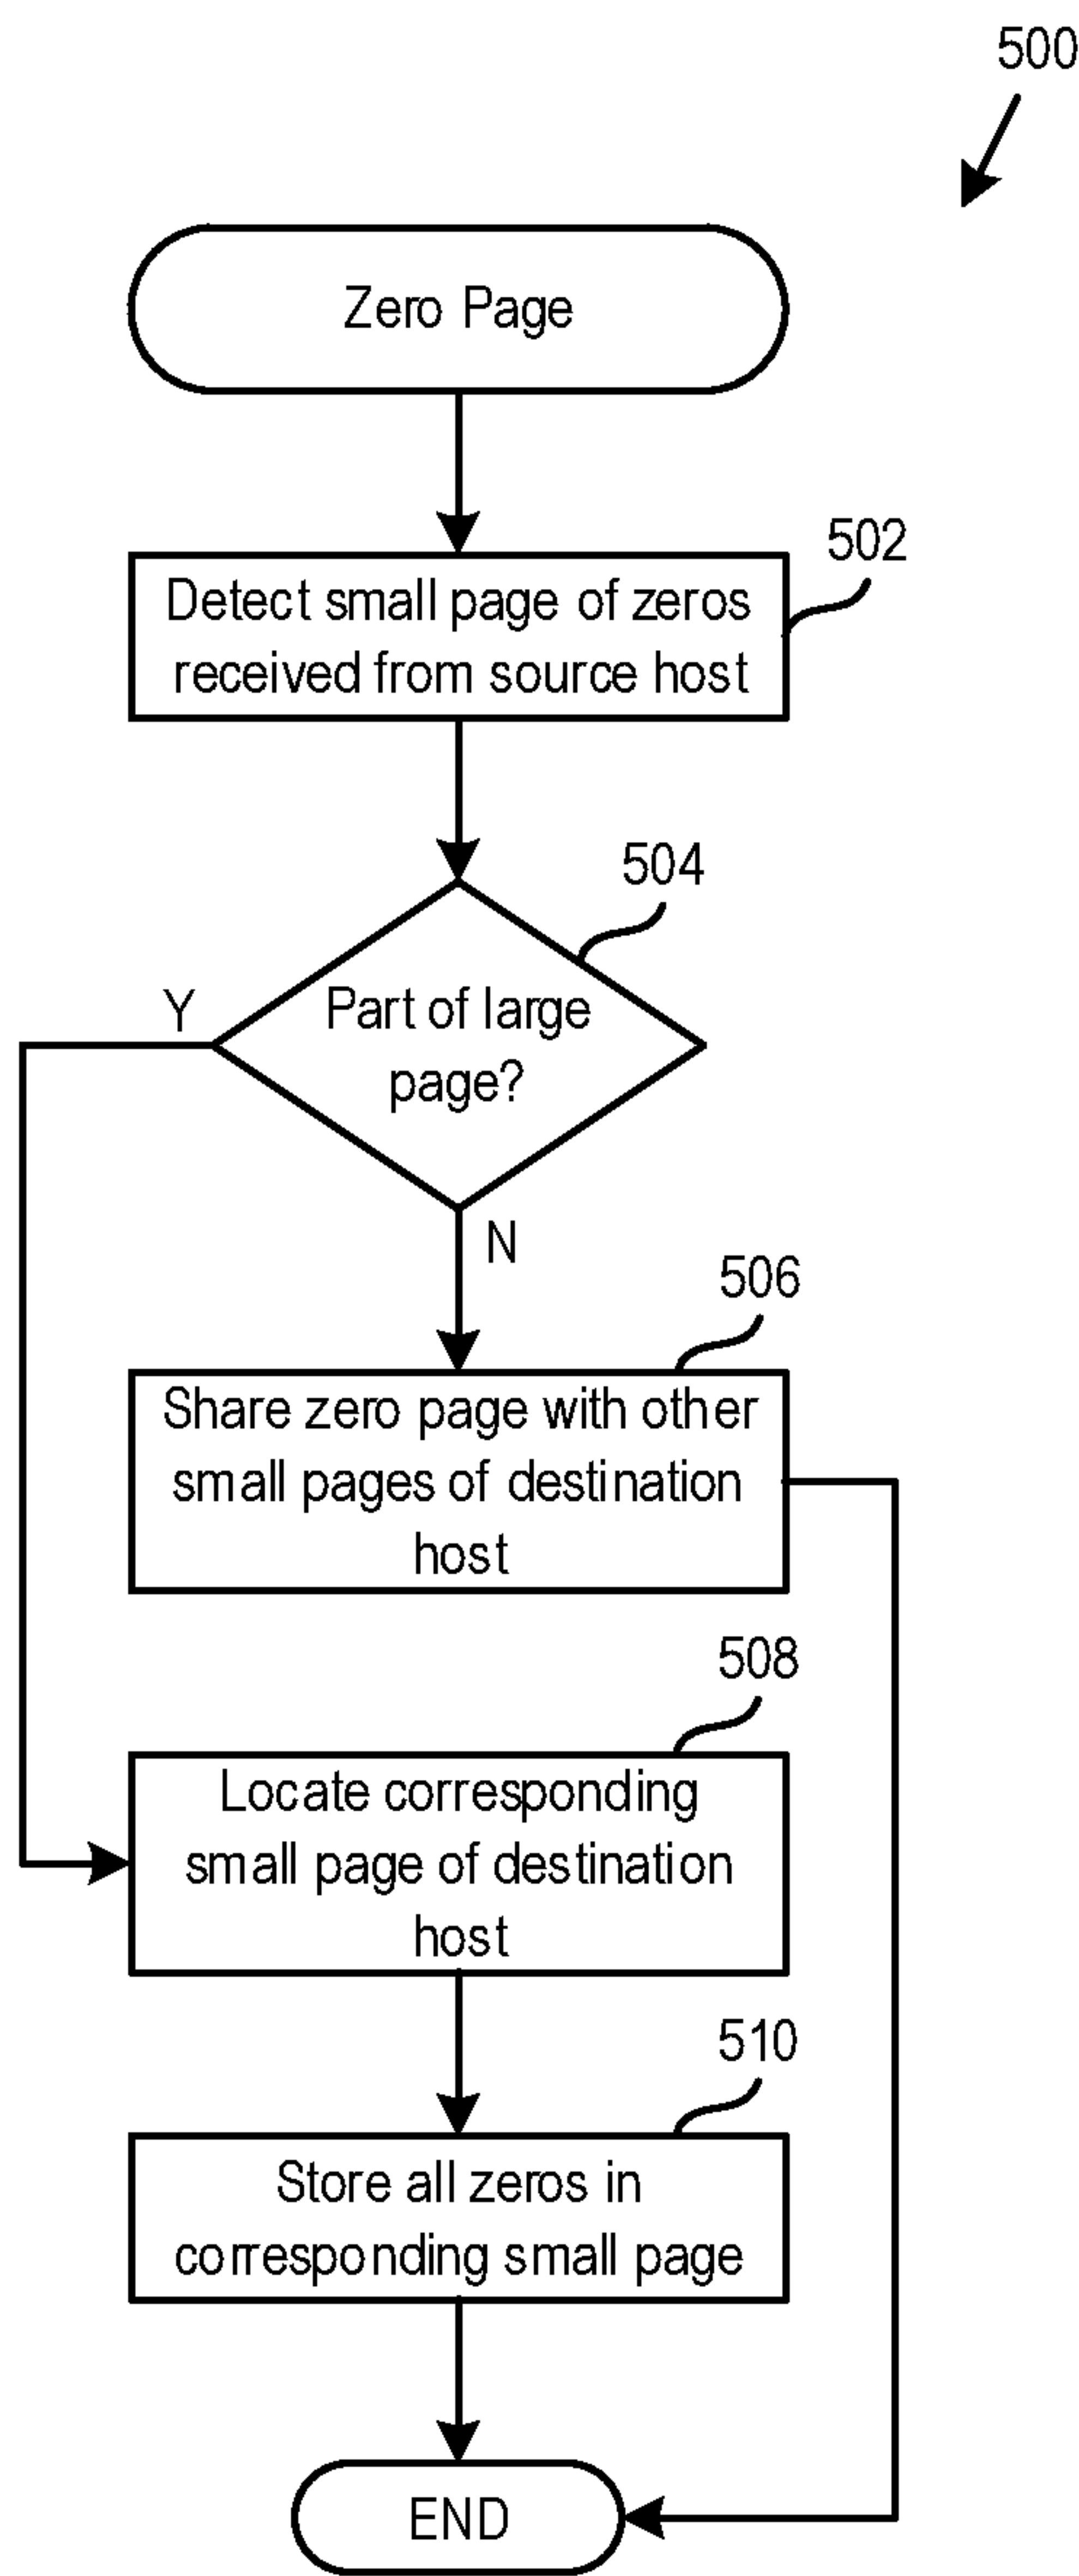 500
Zero Page
502
Detect small page of zeros
received from source host
504
Y
Part of large
page?
N
506
Share zero page with other
small pages of destination
host
508
Locate corresponding
small page of destination
host
510
Store all zeros in
corresponding small page
END